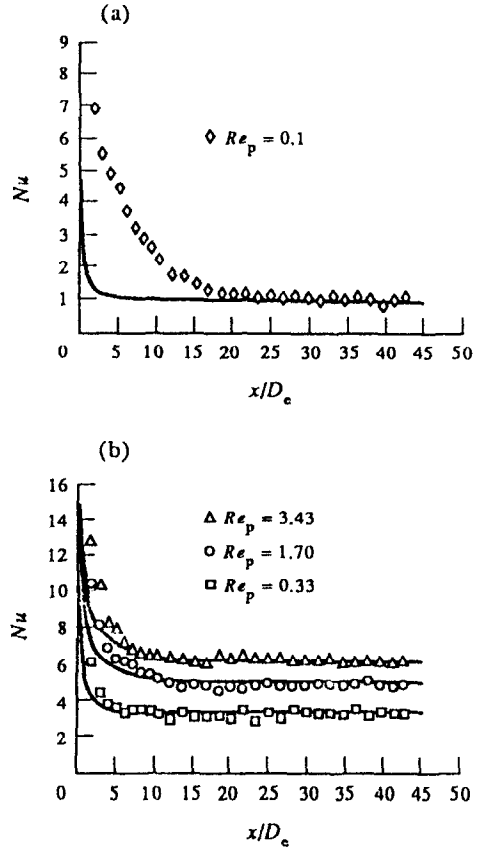 (a)
9
8
7
6
5
4
3
2
1
0
Nu
◇ Re_p = 0.1
5 10 15 20 25 30 35 40 45 50
x/D_e
(b)
16
14
12
10
8
6
4
2
0
Nu
△ Re_p = 3.43
○ Re_p = 1.70
□ Re_p = 0.33
5 10 15 20 25 30 35 40 45 50
x/D_e